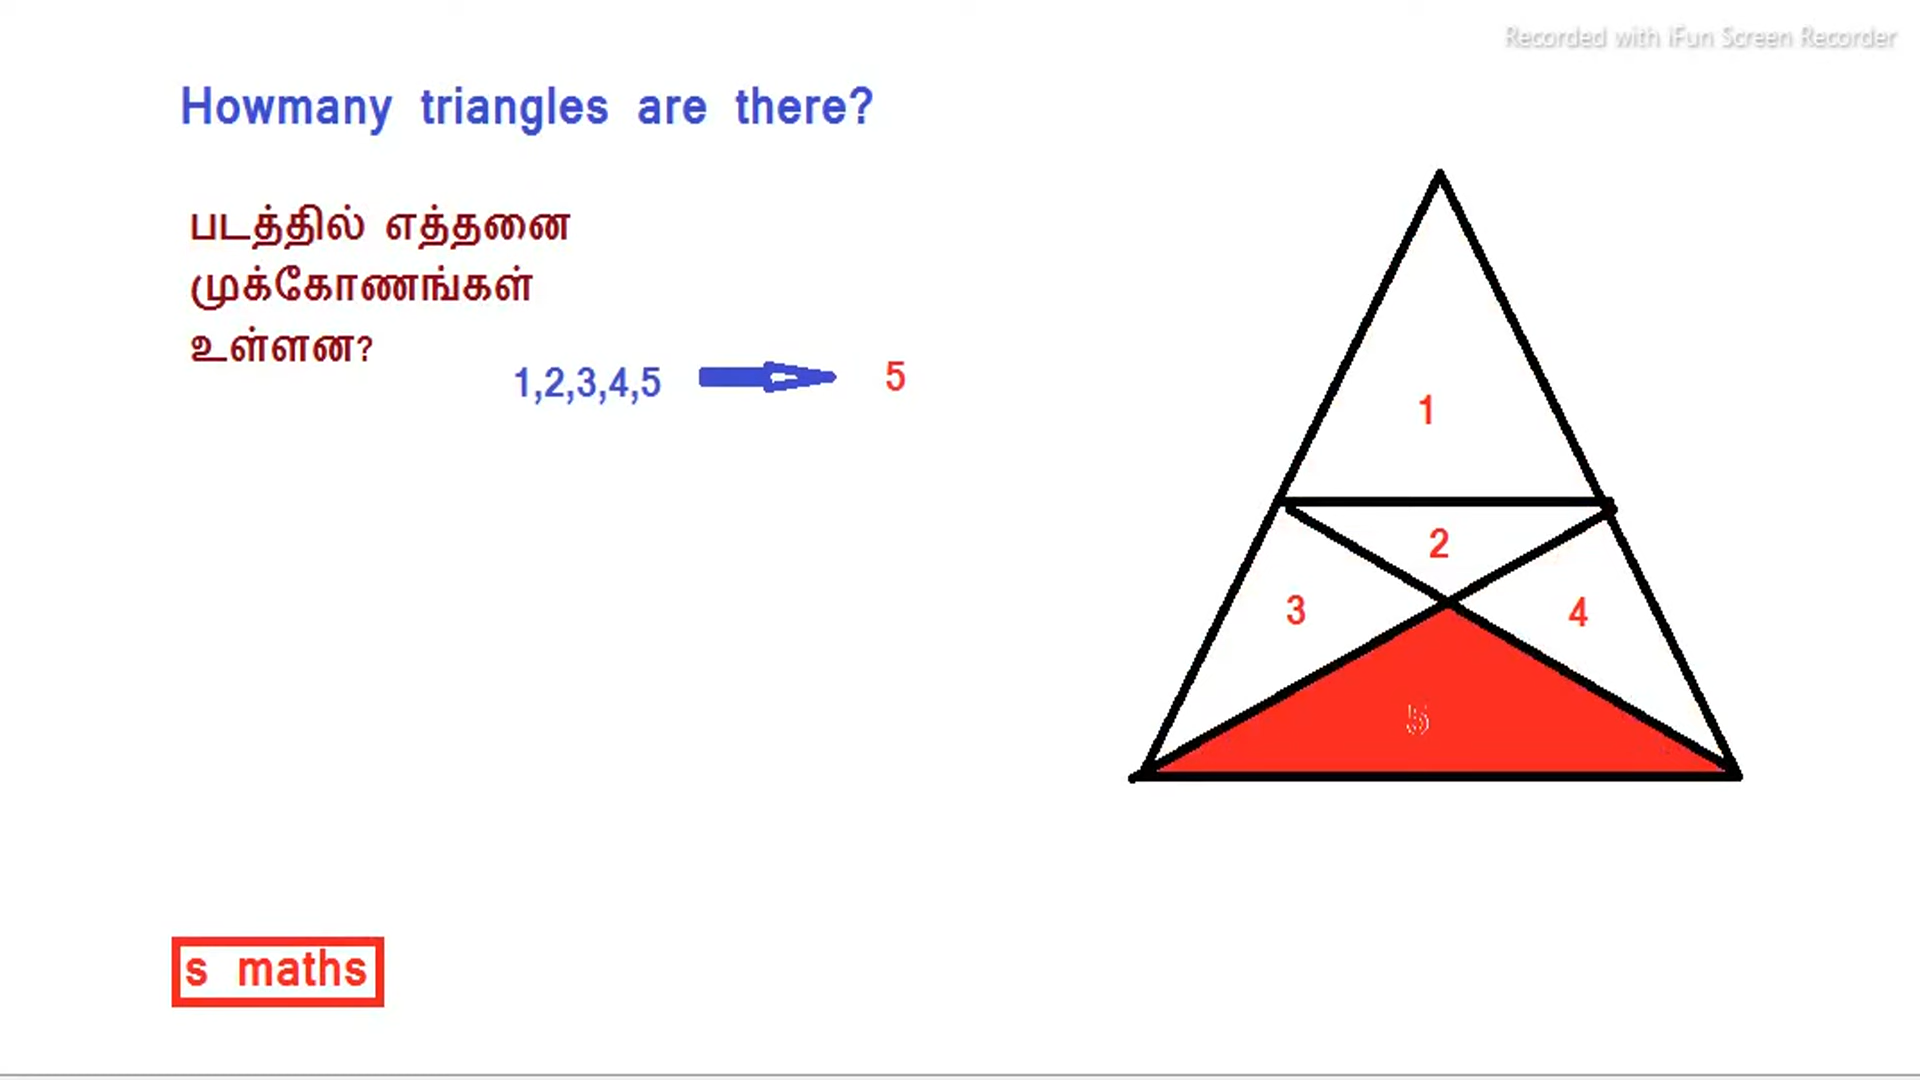 Recorded with iFun Screen Recorder
Howmany triangles are there?
படத்தில் எத்தனை
முக்கோணங்கள்
உள்ளன?
1,2,3,4,5 5
1
2
3 4
5
s maths